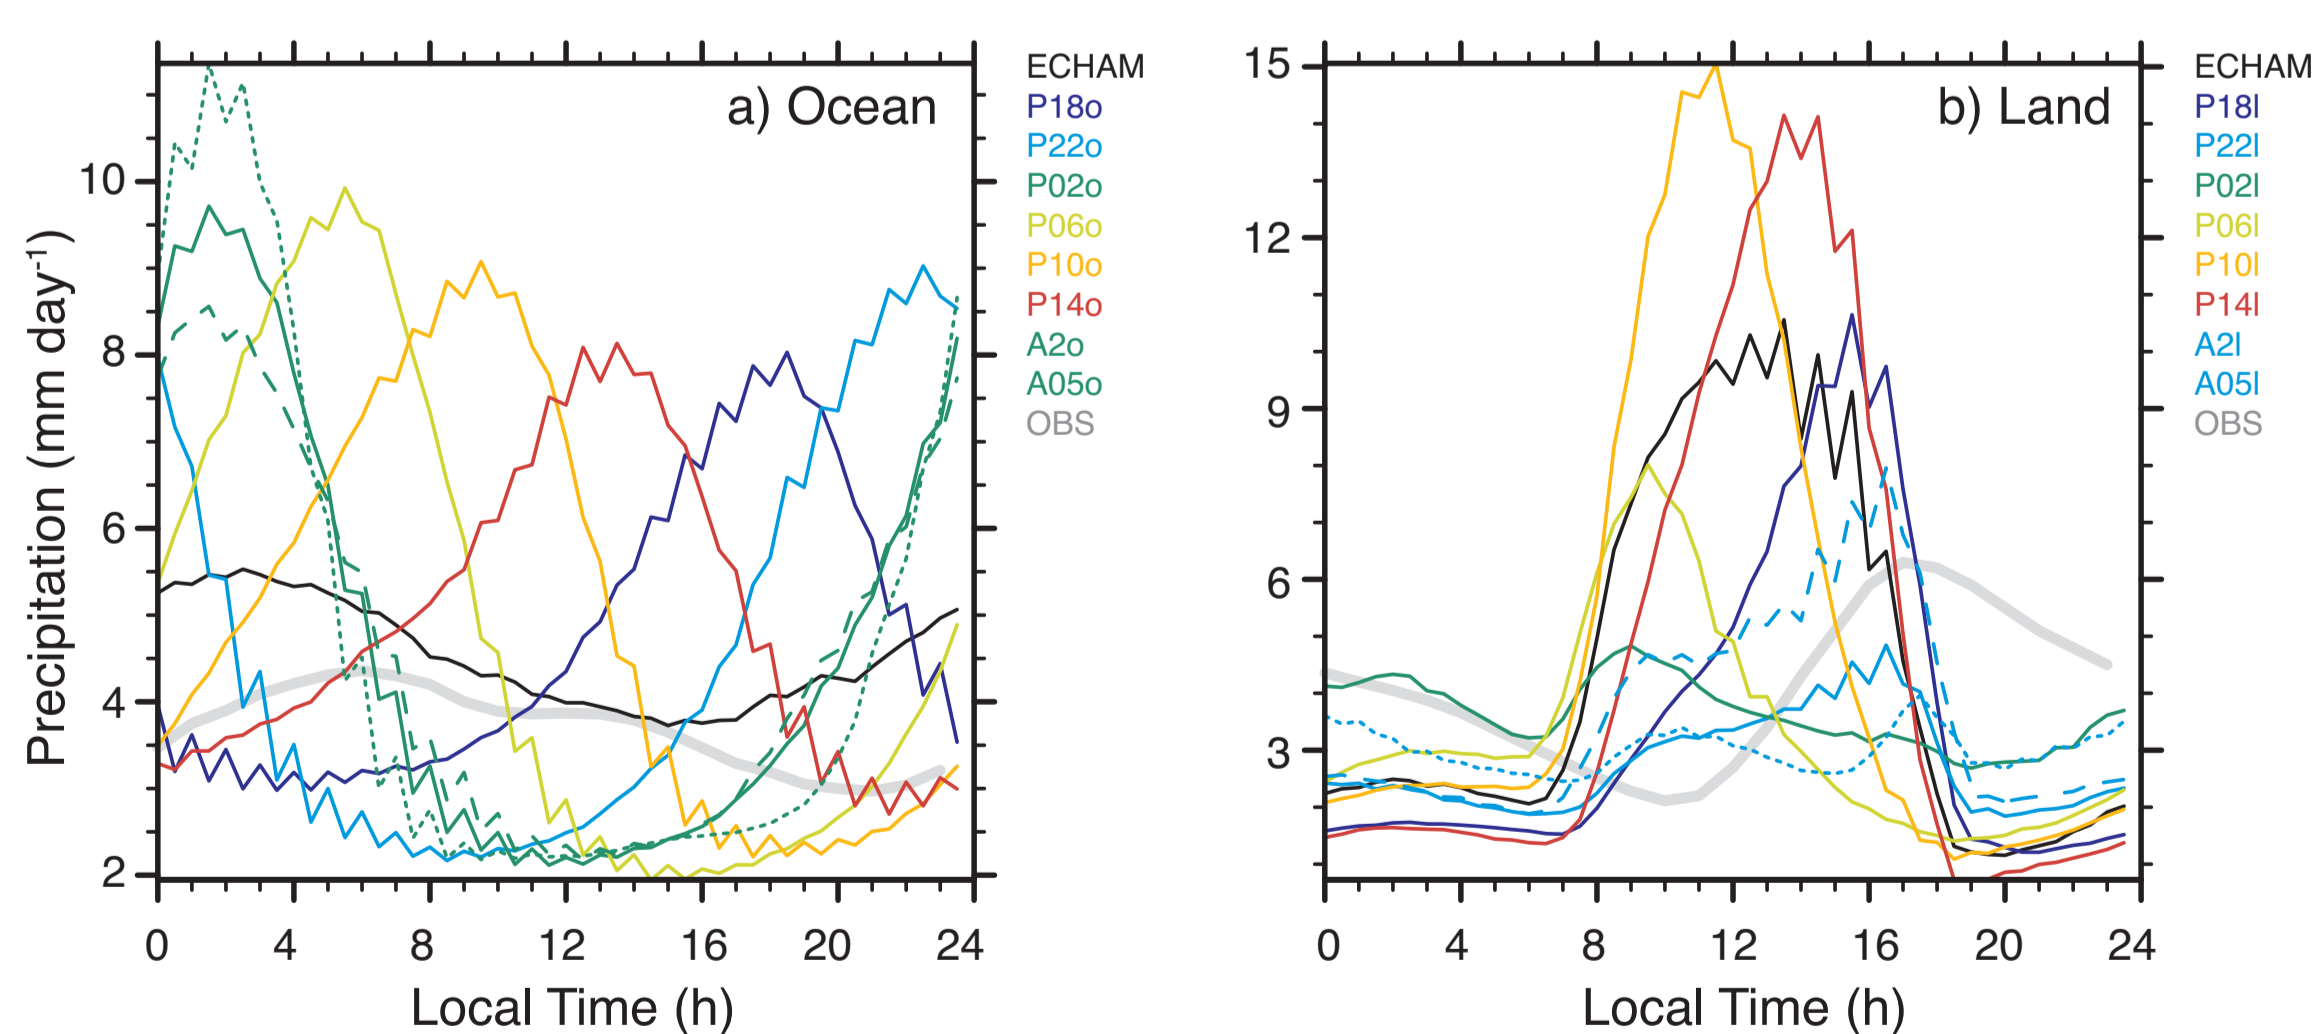 a) Ocean
Precipitation (mm day-1)
10
8
6
4
2
0 4 8 12 16 20 24
Local Time (h)
ECHAM
P18o
P22o
P02o
P06o
P10o
P14o
A2o
A05o
OBS
b) Land
15
12
9
6
3
0 4 8 12 16 20 24
Local Time (h)
ECHAM
P18l
P22l
P02l
P06l
P10l
P14l
A2l
A05l
OBS